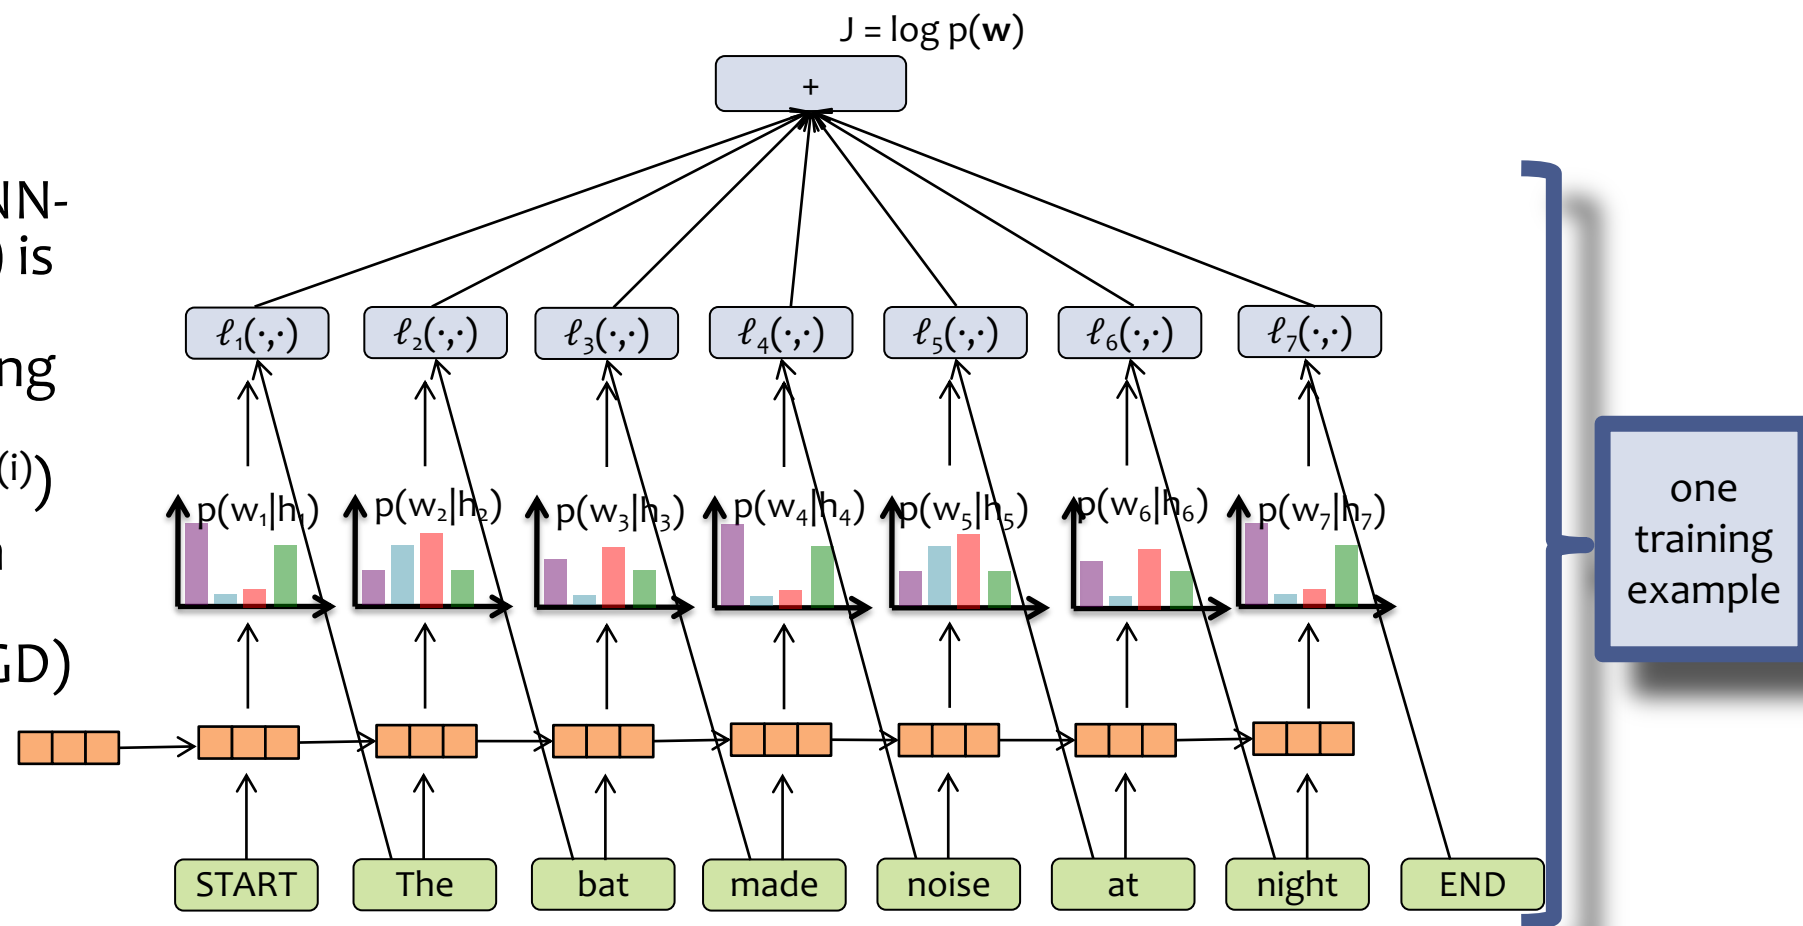 J = log p(w)
+
NN-
) is
ng
(i))
GD)
ℓ₁(·,·) ℓ₂(·,·) ℓ₃(·,·) ℓ₄(·,·) ℓ₅(·,·) ℓ₆(·,·) ℓ₇(·,·)
p(w₁|h₁) p(w₂|h₂) p(w₃|h₃) p(w₄|h₄) p(w₅|h₅) p(w₆|h₆) p(w₇|h₇)
START The bat made noise at night END
one
training
example